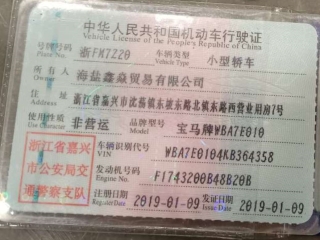 中华人民共和国机动车行驶证
Vehicle License of the People's Republic of China
号牌号码 浙FM7Z20 车辆类型 小型轿车
Plate No. Vehicle Type
所有人 海盐鑫焱贸易有限公司
Owner
住址 浙江省嘉兴市沈荡镇东坡东路北镇东路西营业用房7号
Address
使用性质 非营运 品牌型号 宝马牌WBA7E010
Use Character Model
浙江省嘉兴
市公安局交
通警察支队
车辆识别代号 WBA7E0104KB364358
VIN
发动机号码 F1743200B48B20B
Engine No.
注册日期 2019-01-09 发证日期 2019-01-09
Register Date Issue Date